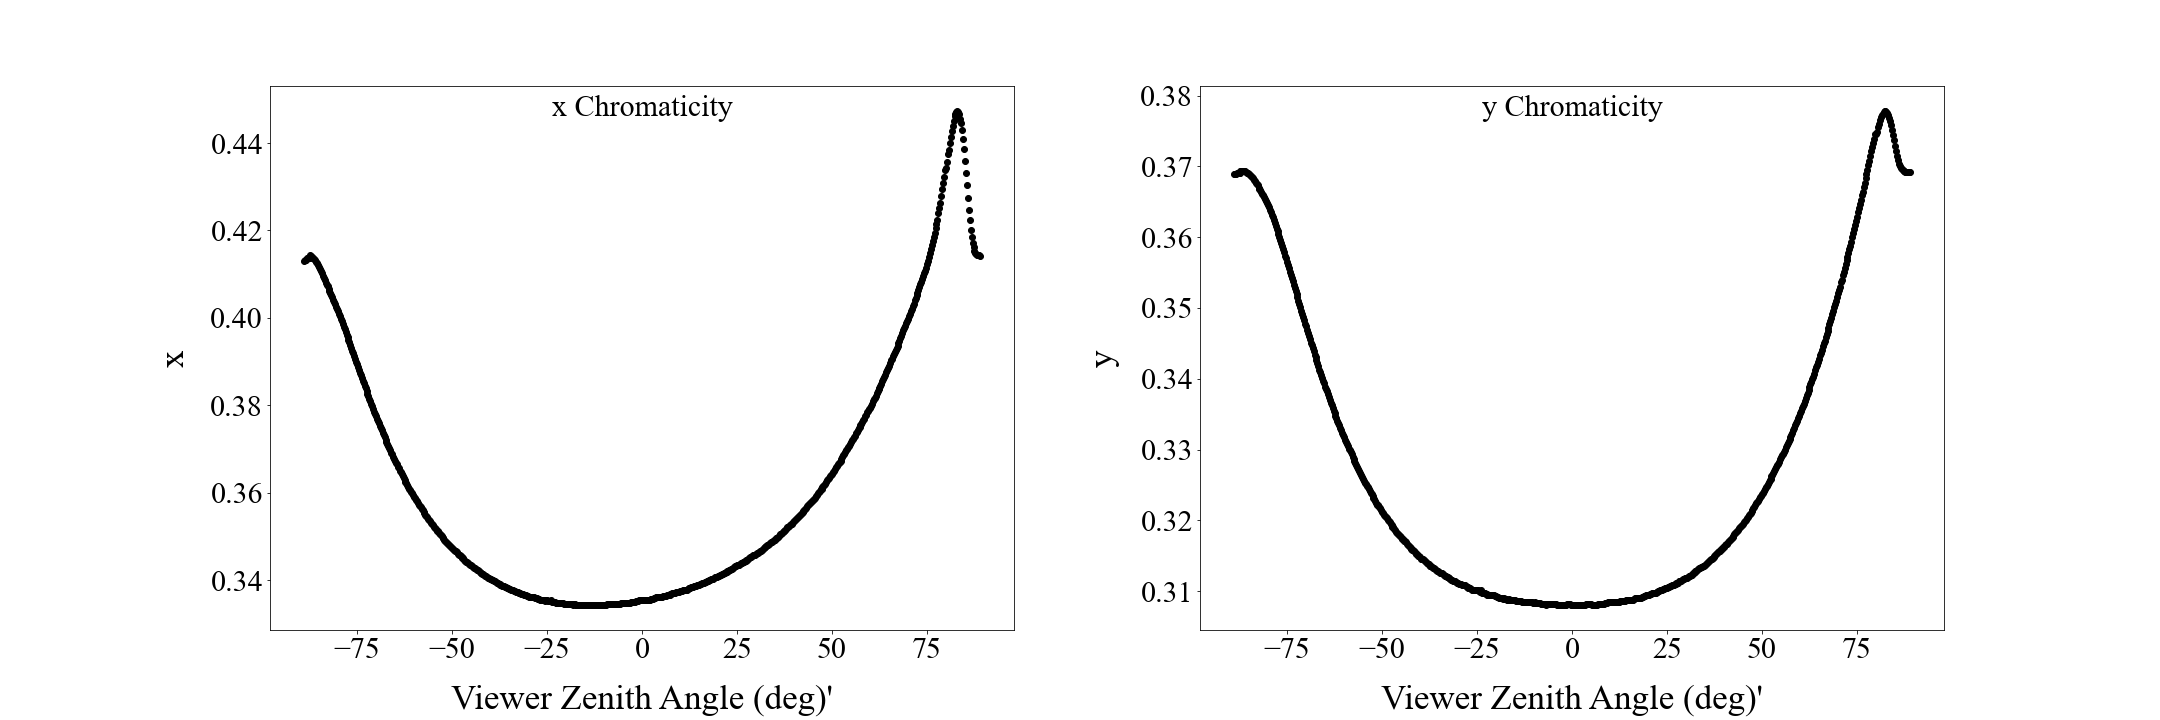 x Chromaticity
0.44
0.42
0.40
0.38
0.36
0.34
x
−75 −50 −25 0 25 50 75
Viewer Zenith Angle (deg)'
y Chromaticity
0.38
0.37
0.36
0.35
0.34
0.33
0.32
0.31
y
−75 −50 −25 0 25 50 75
Viewer Zenith Angle (deg)'